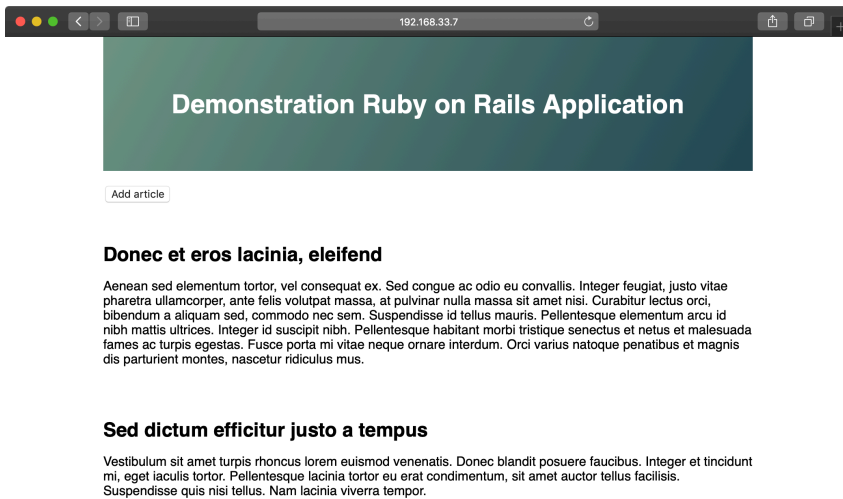 192.168.33.7
Demonstration Ruby on Rails Application
Add article
Donec et eros lacinia, eleifend
Aenean sed elementum tortor, vel consequat ex. Sed congue ac odio eu convallis. Integer feugiat, justo vitae
pharetra ullamcorper, ante felis volutpat massa, at pulvinar nulla massa sit amet nisi. Curabitur lectus orci,
bibendum a aliquam sed, commodo nec sem. Suspendisse id tellus mauris. Pellentesque elementum arcu id
nibh mattis ultrices. Integer id suscipit nibh. Pellentesque habitant morbi tristique senectus et netus et malesuada
fames ac turpis egestas. Fusce porta mi vitae neque ornare interdum. Orci varius natoque penatibus et magnis
dis parturient montes, nascetur ridiculus mus.
Sed dictum efficitur justo a tempus
Vestibulum sit amet turpis rhoncus lorem euismod venenatis. Donec blandit posuere faucibus. Integer et tincidunt
mi, eget iaculis tortor. Pellentesque lacinia tortor eu erat condimentum, sit amet auctor tellus facilisis.
Suspendisse quis nisi tellus. Nam lacinia viverra tempor.